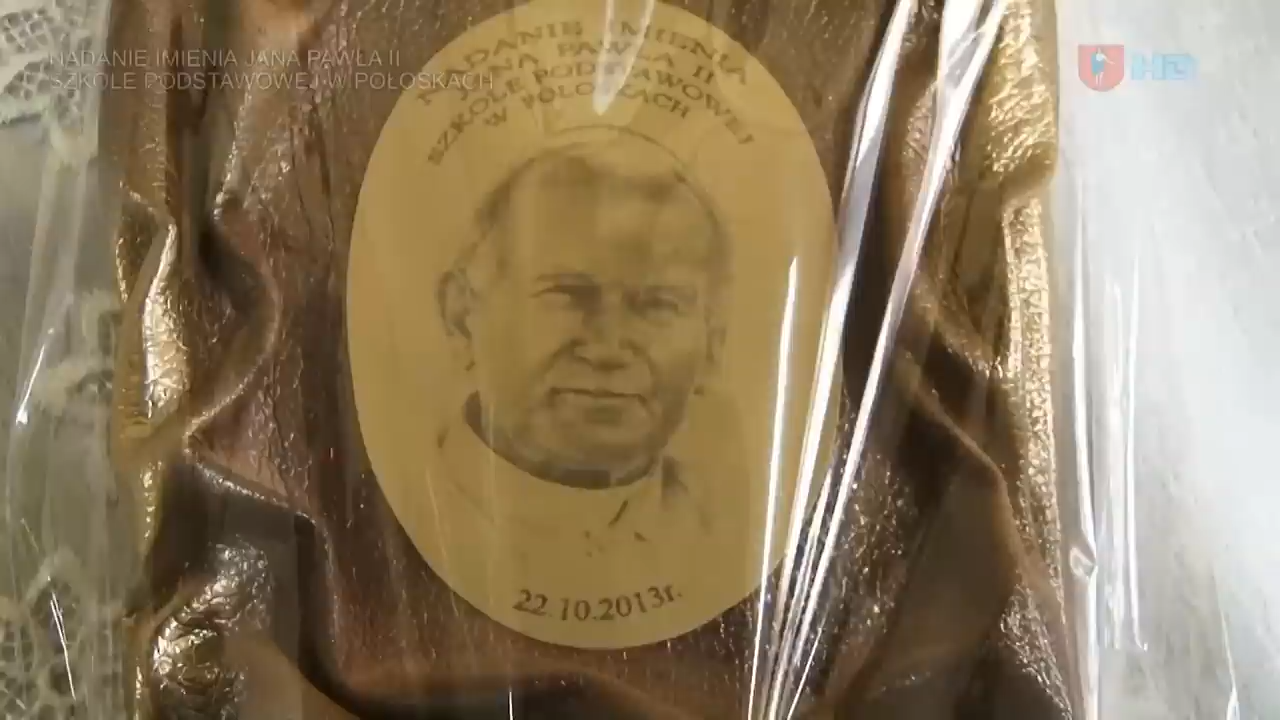 NADANIE IMIENIA JANA PAWŁA II
SZKOLE PODSTAWOWEJ W POŁOSKACH
HD
NADANIE IMIENIA
JANA PAWŁA II
SZKOLE PODSTAWOWEJ
W POŁOSKACH
22.10.2013r.